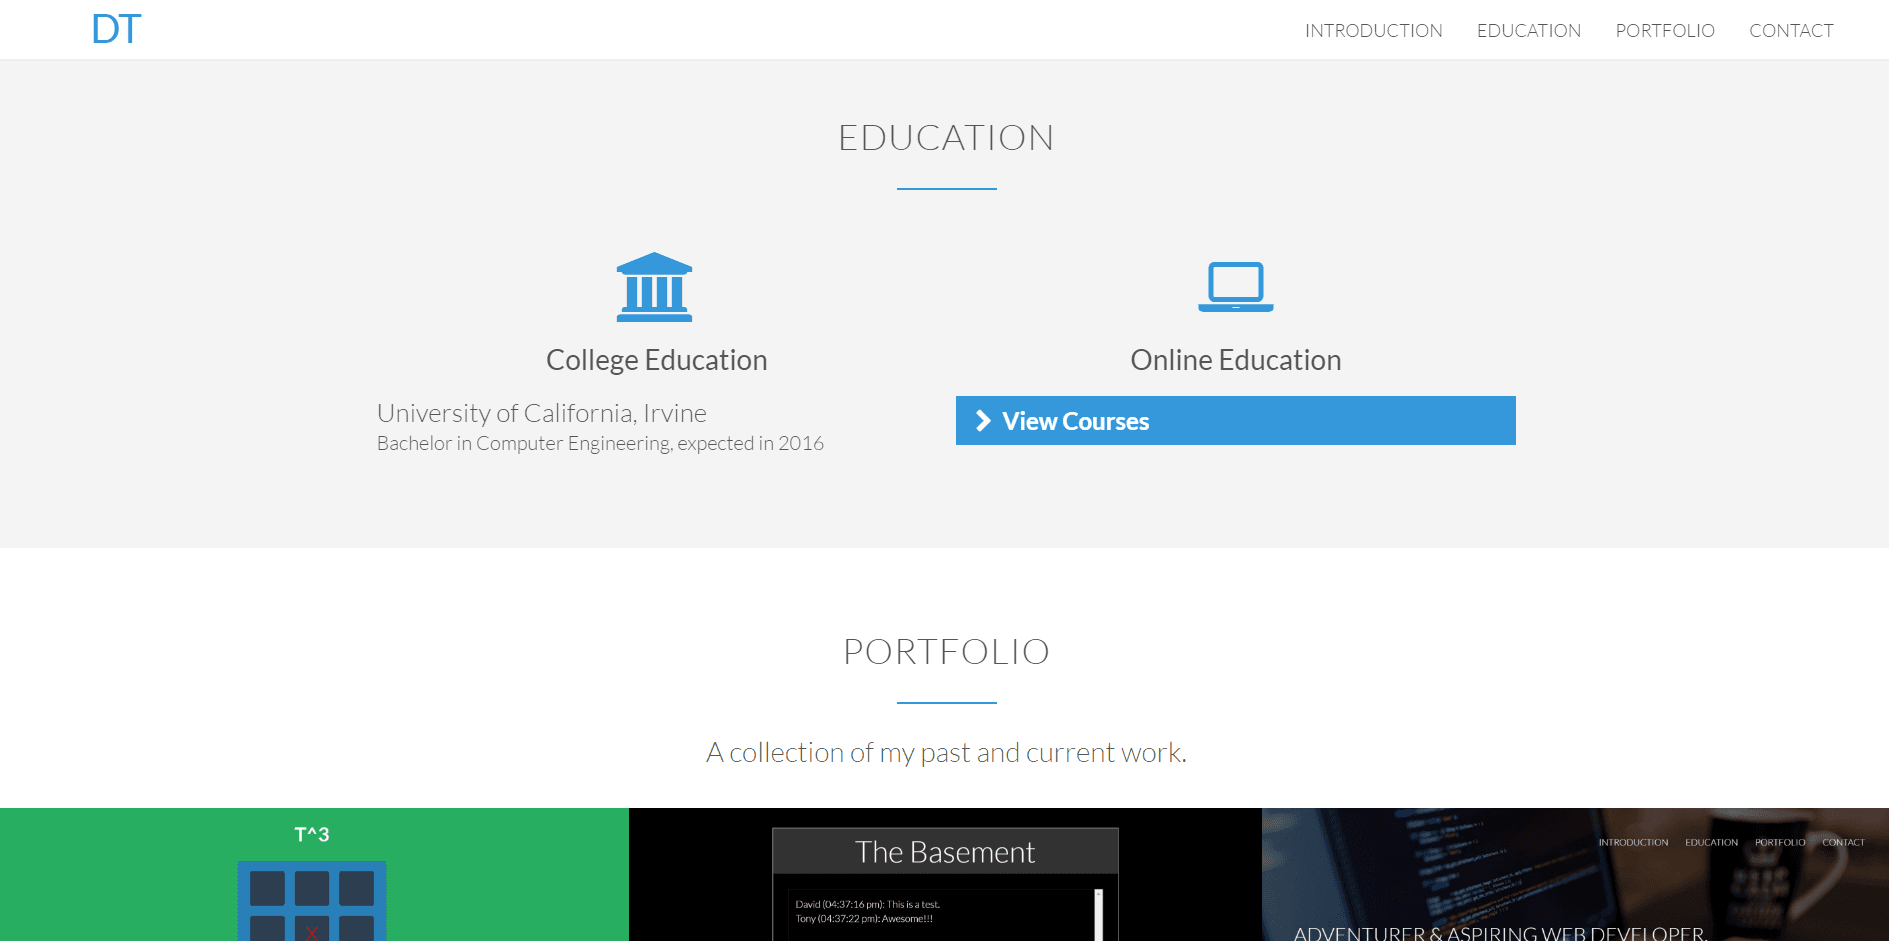 DT
INTRODUCTION EDUCATION PORTFOLIO CONTACT
EDUCATION
College Education
University of California, Irvine
Bachelor in Computer Engineering, expected in 2016
Online Education
View Courses
PORTFOLIO
A collection of my past and current work.
T^3
X
The Basement
David (04:37:16 pm): This is a test.
Tony (04:37:22 pm): Awesome!!!
INTRODUCTION EDUCATION PORTFOLIO CONTACT
KEEP
CALM
ADVENTURER & ASPIRING WEB DEVELOPER.